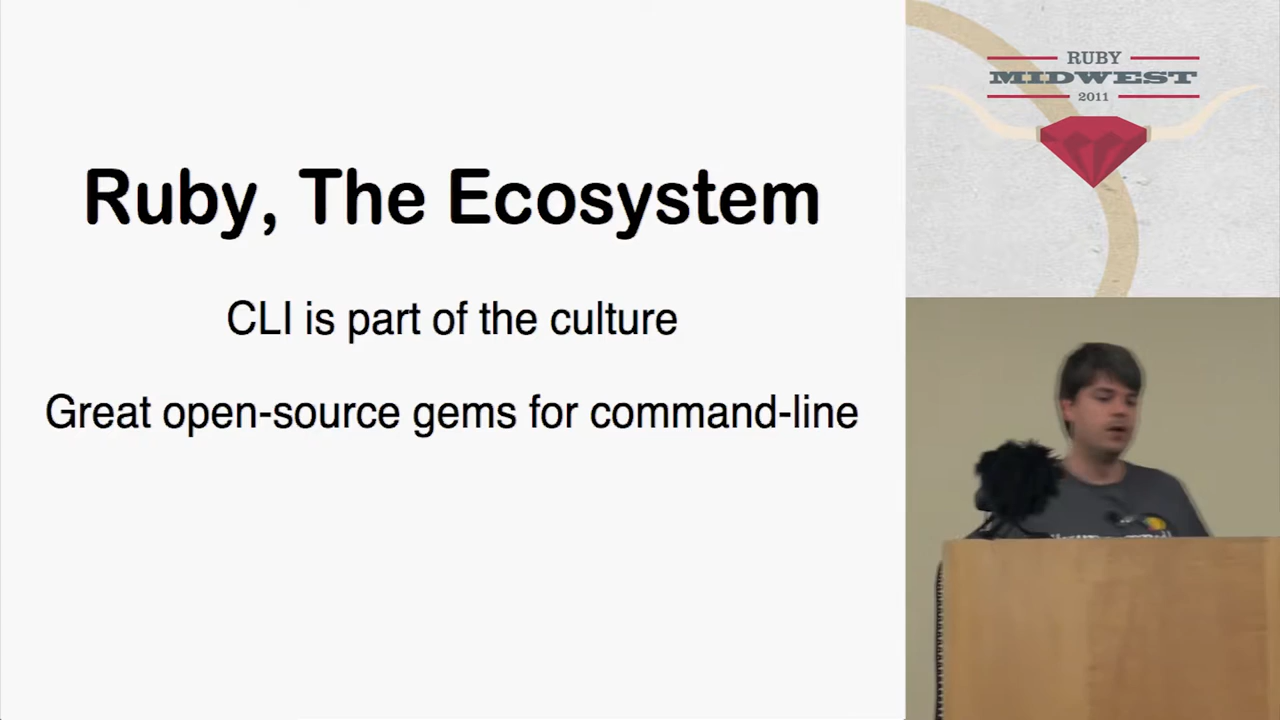 Ruby, The Ecosystem
CLI is part of the culture
Great open-source gems for command-line
RUBY
MIDWEST
2011